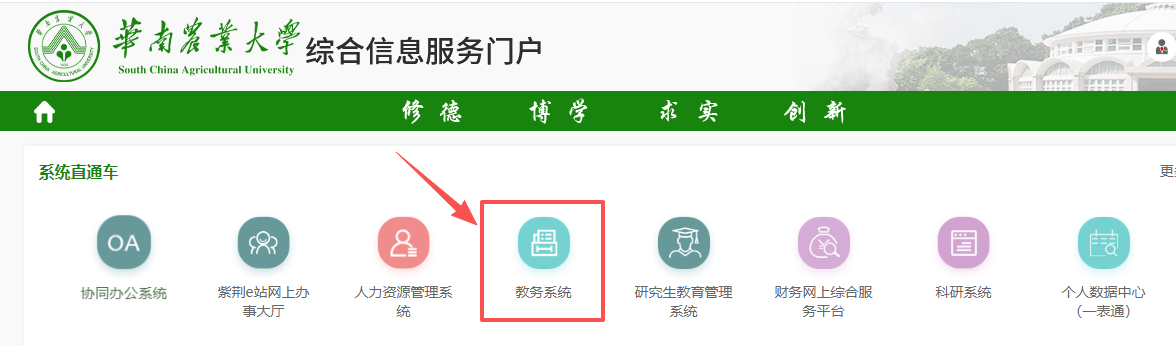 華南农业大学
South China Agricultural University
综合信息服务门户
修德 博学 求实 创新
系统直通车
更
OA
协同办公系统
紫荆e站网上办
事大厅
人力资源管理系
统
教务系统
研究生教育管理
系统
财务网上综合服
务平台
科研系统
个人数据中心
（一表通）